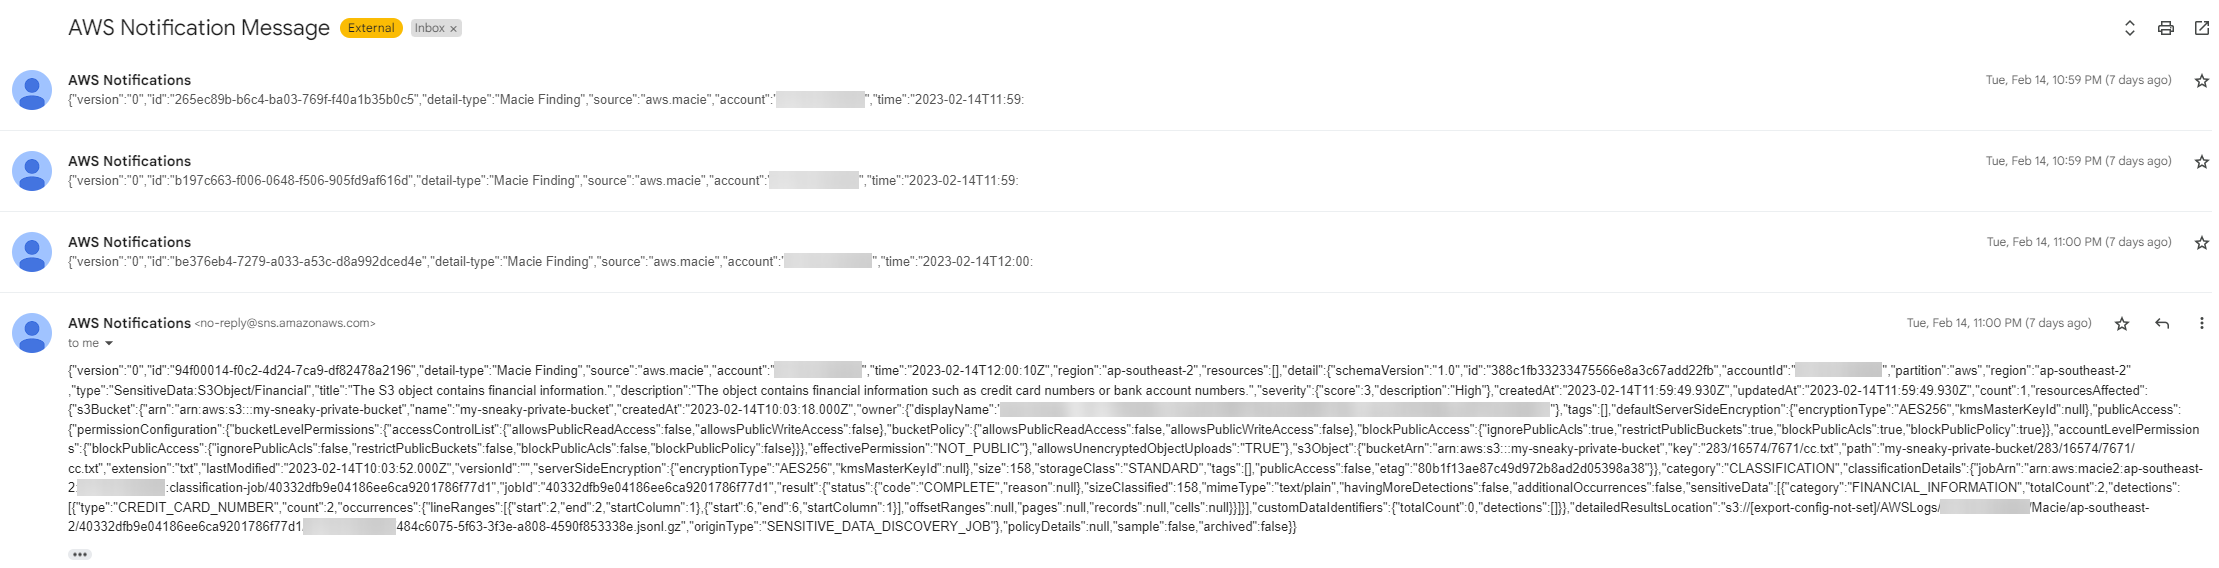 AWS Notification Message External Inbox ×
AWS Notifications
Tue, Feb 14, 10:59 PM (7 days ago)
{"version":"0","id":"265ec89b-b6c4-ba03-769f-f40a1b35b0c5","detail-type":"Macie Finding","source":"aws.macie","account":" ","time":"2023-02-14T11:59:
AWS Notifications
Tue, Feb 14, 10:59 PM (7 days ago)
{"version":"0","id":"b197c663-f006-0648-f506-905fd9af616d","detail-type":"Macie Finding","source":"aws.macie","account":" ","time":"2023-02-14T11:59:
AWS Notifications
Tue, Feb 14, 11:00 PM (7 days ago)
{"version":"0","id":"be376eb4-7279-a033-a53c-d8a992dced4e","detail-type":"Macie Finding","source":"aws.macie","account":" ","time":"2023-02-14T12:00:
AWS Notifications <no-reply@sns.amazonaws.com>
Tue, Feb 14, 11:00 PM (7 days ago)
to me
{"version":"0","id":"94f00014-f0c2-4d24-7ca9-df82478a2196","detail-type":"Macie Finding","source":"aws.macie","account":" ","time":"2023-02-14T12:00:10Z","region":"ap-southeast-2","resources":[],"detail":{"schemaVersion":"1.0","id":"388c1fb33233475566e8a3c67add22fb","accountId":" ","partition":"aws","region":"ap-southeast-2"
,"type":"SensitiveData:S3Object/Financial","title":"The S3 object contains financial information.","description":"The object contains financial information such as credit card numbers or bank account numbers.","severity":{"score":3,"description":"High"},"createdAt":"2023-02-14T11:59:49.930Z","updatedAt":"2023-02-14T11:59:49.930Z","count":1,"resourcesAffected":
{"s3Bucket":{"arn":"arn:aws:s3:::my-sneaky-private-bucket","name":"my-sneaky-private-bucket","createdAt":"2023-02-14T10:03:18.000Z","owner":{"displayName":" "},"tags":[],"defaultServerSideEncryption":{"encryptionType":"AES256","kmsMasterKeyId":null},"publicAccess":
{"permissionConfiguration":{"bucketLevelPermissions":{"accessControlList":{"allowsPublicReadAccess":false,"allowsPublicWriteAccess":false},"bucketPolicy":{"allowsPublicReadAccess":false,"allowsPublicWriteAccess":false},"blockPublicAccess":{"ignorePublicAcls":true,"restrictPublicBuckets":true,"blockPublicAcls":true,"blockPublicPolicy":true}},"accountLevelPermission
s":{"blockPublicAccess":{"ignorePublicAcls":false,"restrictPublicBuckets":false,"blockPublicAcls":false,"blockPublicPolicy":false}}},"effectivePermission":"NOT_PUBLIC"},"allowsUnencryptedObjectUploads":"TRUE"},"s3Object":{"bucketArn":"arn:aws:s3:::my-sneaky-private-bucket","key":"283/16574/7671/cc.txt","path":"my-sneaky-private-bucket/283/16574/7671/
cc.txt","extension":"txt","lastModified":"2023-02-14T10:03:52.000Z","versionId":"","serverSideEncryption":{"encryptionType":"AES256","kmsMasterKeyId":null},"size":158,"storageClass":"STANDARD","tags":[],"publicAccess":false,"etag":"80b1f13ae87c49d972b8ad2d05398a38"}},"category":"CLASSIFICATION","classificationDetails":{"jobArn":"arn:aws:macie2:ap-southeast-
2: :classification-job/40332dfb9e04186ee6ca9201786f77d1","jobId":"40332dfb9e04186ee6ca9201786f77d1","result":{"status":{"code":"COMPLETE","reason":null},"sizeClassified":158,"mimeType":"text/plain","havingMoreDetections":false,"additionalOccurrences":false,"sensitiveData":[{"category":"FINANCIAL_INFORMATION","totalCount":2,"detections":
[{"type":"CREDIT_CARD_NUMBER","count":2,"occurrences":{"lineRanges":[{"start":2,"end":2,"startColumn":1},{"start":6,"end":6,"startColumn":1}],"offsetRanges":null,"pages":null,"records":null,"cells":null}}]}],"customDataIdentifiers":{"totalCount":0,"detections":[]}},"detailedResultsLocation":"s3://[export-config-not-set]/AWSLogs/ /Macie/ap-southeast-
2/40332dfb9e04186ee6ca9201786f77d1 484c6075-5f63-3f3e-a808-4590f853338e.jsonl.gz","originType":"SENSITIVE_DATA_DISCOVERY_JOB"},"policyDetails":null,"sample":false,"archived":false}}